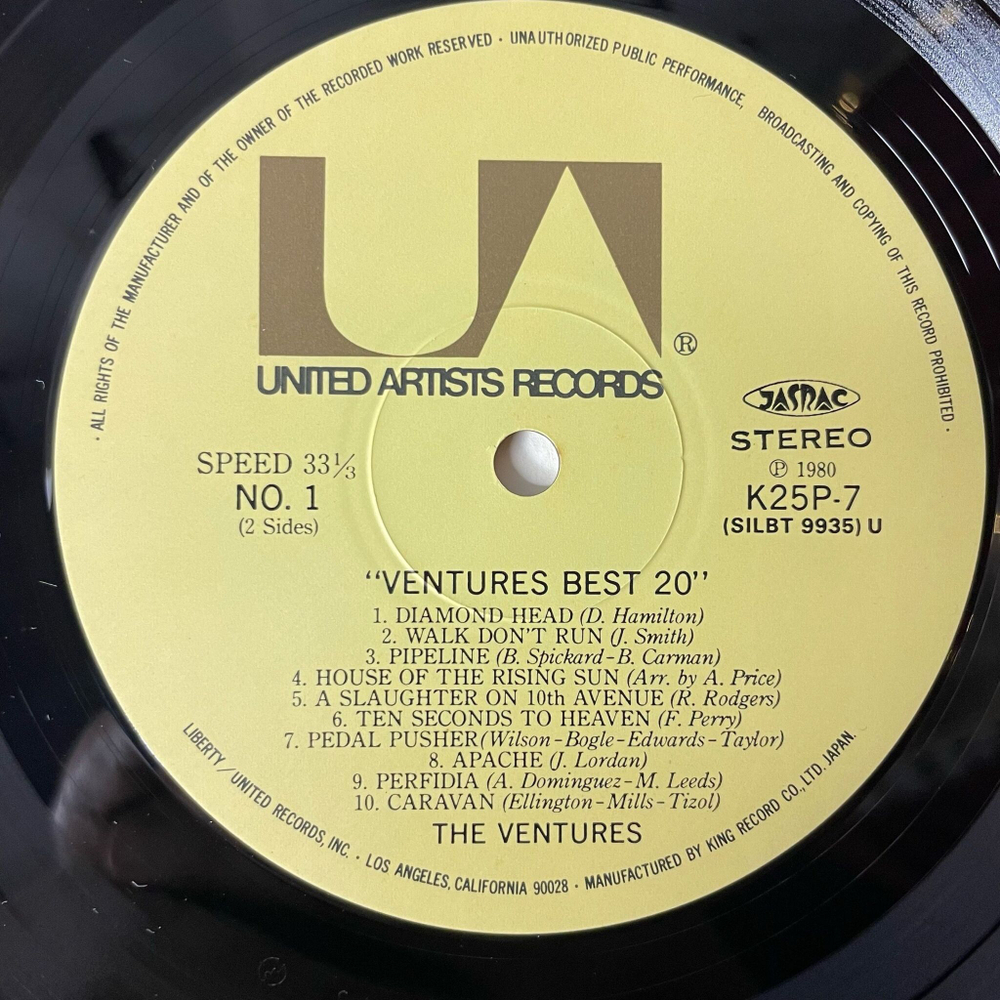 · ALL RIGHTS OF THE MANUFACTURER AND OF THE OWNER OF THE RECORDED WORK RESERVED · UNAUTHORIZED PUBLIC PERFORMANCE, BROADCASTING AND COPYING OF THIS RECORD PROHIBITED ·
UA
®
UNITED ARTISTS RECORDS
JASRAC
STEREO
SPEED 33⅓
℗ 1980
NO. 1
K25P-7
(2 Sides)
(SILBT 9935) U
“VENTURES BEST 20”
1. DIAMOND HEAD (D. Hamilton)
2. WALK DON'T RUN (J. Smith)
3. PIPELINE (B. Spickard-B. Carman)
4. HOUSE OF THE RISING SUN (Arr. by A. Price)
5. A SLAUGHTER ON 10th AVENUE (R. Rodgers)
6. TEN SECONDS TO HEAVEN (F. Perry)
7. PEDAL PUSHER (Wilson-Bogle-Edwards-Taylor)
8. APACHE (J. Lordan)
9. PERFIDIA (A. Dominguez-M. Leeds)
10. CARAVAN (Ellington-Mills-Tizol)
THE VENTURES
LIBERTY/UNITED RECORDS, INC. · LOS ANGELES, CALIFORNIA 90028 · MANUFACTURED BY KING RECORD CO., LTD. JAPAN.